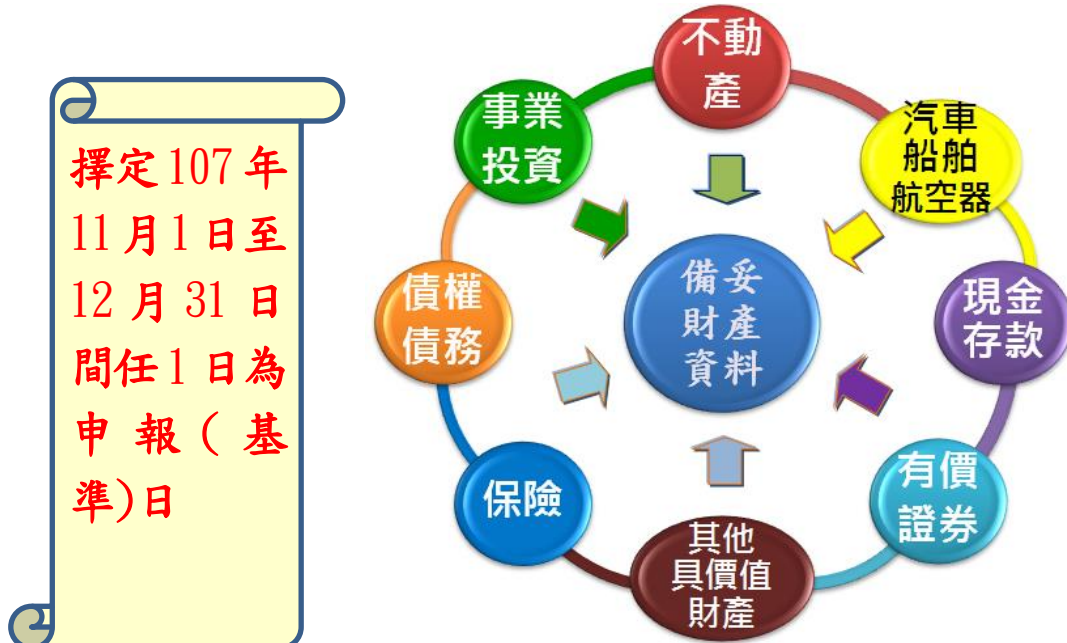 擇定107年
11月1日至
12月31日
間任1日為
申報(基
準)日
不動
產
汽車
船舶
航空器
現金
存款
有價
證券
其他
具價值
財產
保險
債權
債務
事業
投資
備妥
財產
資料